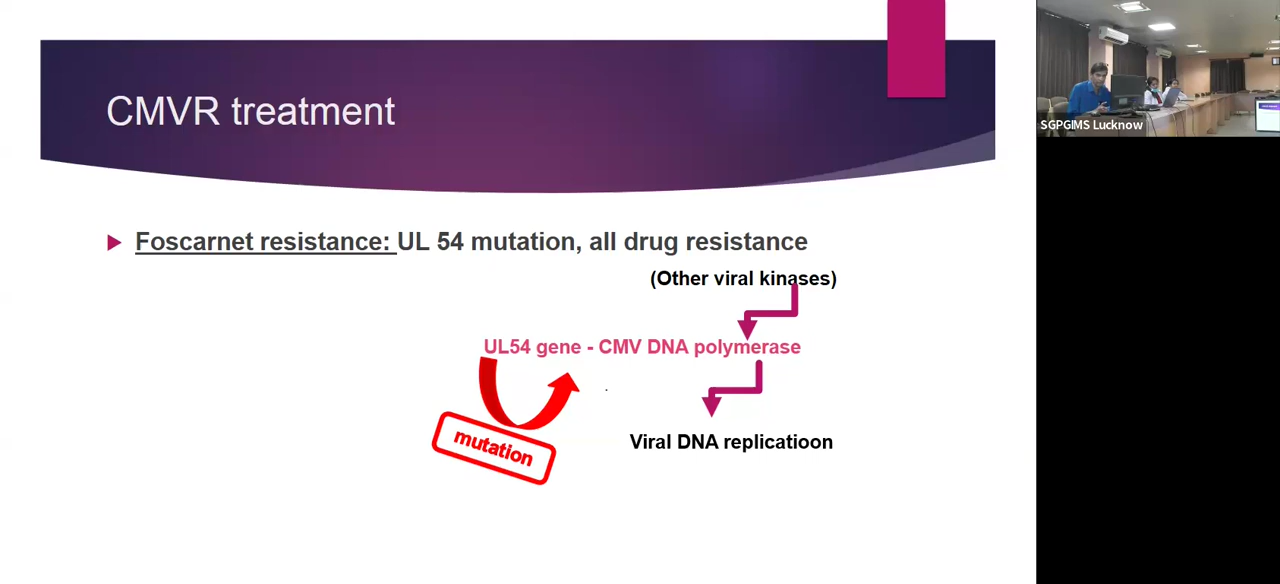 CMVR treatment
SGPGIMS Lucknow
Foscarnet resistance: UL 54 mutation, all drug resistance
(Other viral kinases)
UL54 gene - CMV DNA polymerase
mutation
Viral DNA replicatioon